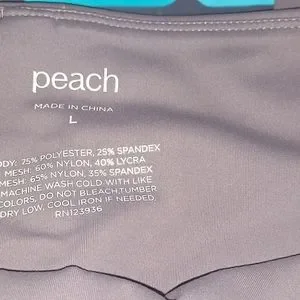 peach
MADE IN CHINA
L
ODY: 75% POLYESTER, 25% SPANDEX
MESH: 60% NYLON, 40% LYCRA
MESH: 65% NYLON, 35% SPANDEX
MACHINE WASH COLD WITH LIKE
COLORS, DO NOT BLEACH,TUMBER
DRY LOW, COOL IRON IF NEEDED.
RN123936